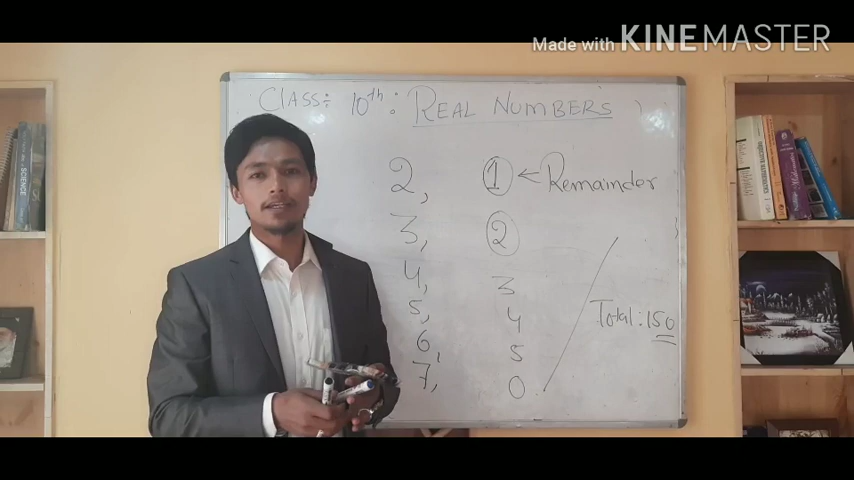 Made with KINEMASTER
CLASS:- 10th: REAL NUMBERS
2, 1 ← Remainder
3, 2
4, 3
5, 4
6, 5
7, 0
Total: 150
SCIENCE